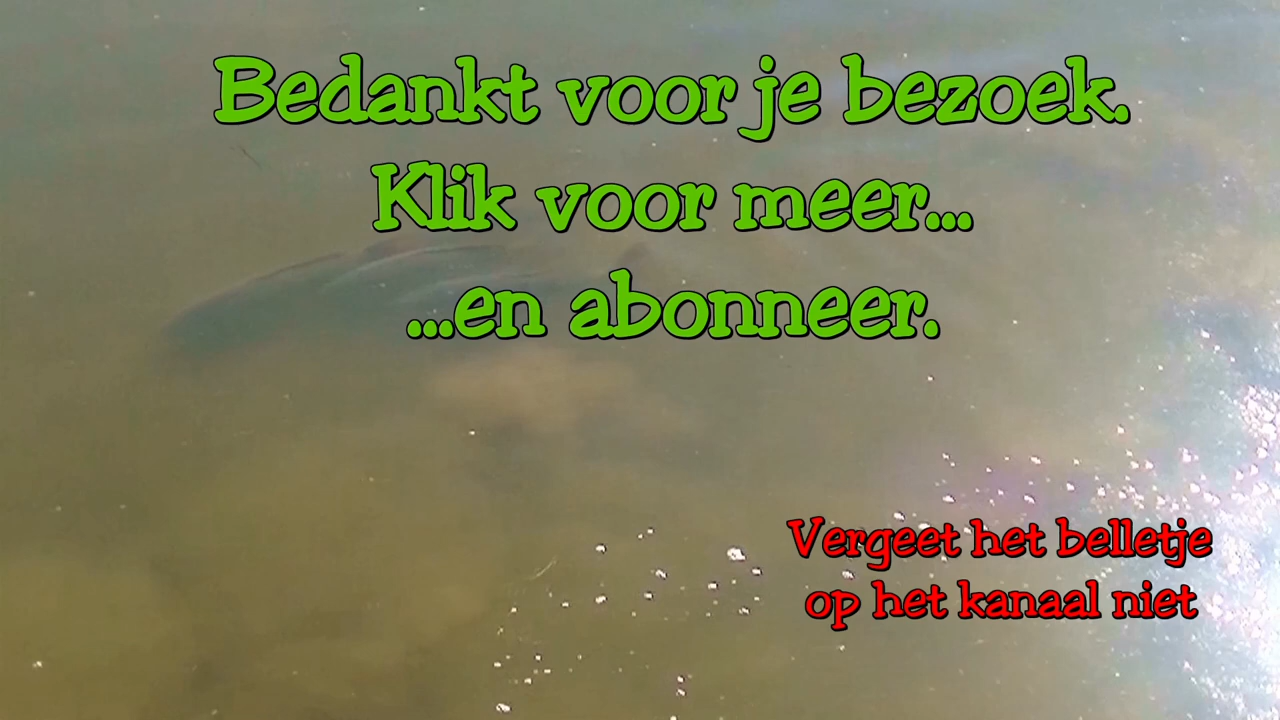 Bedankt voor je bezoek.
Klik voor meer...
...en abonneer.
Vergeet het belletje
op het kanaal niet